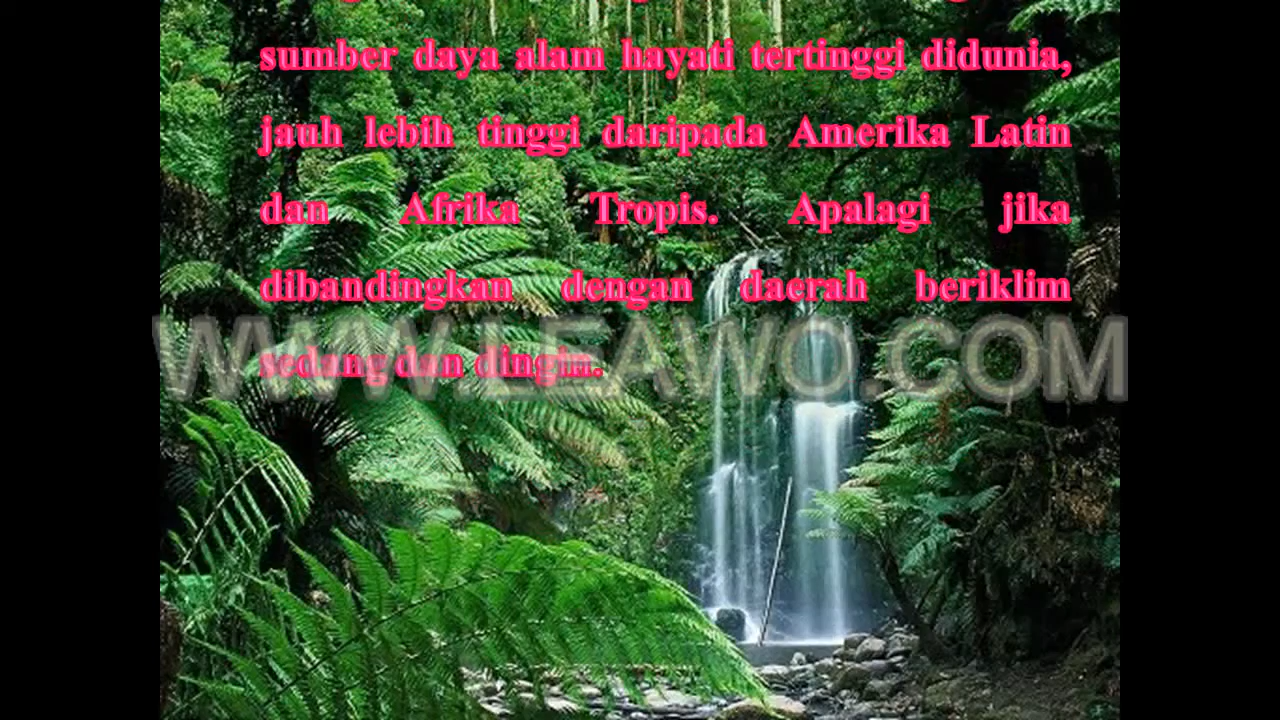 sumber daya alam hayati tertinggi didunia,
jauh lebih tinggi daripada Amerika Latin
dan Afrika Tropis. Apalagi jika
dibandingkan dengan daerah beriklim
sedang dan dingin.
WWW.LEAWO.COM